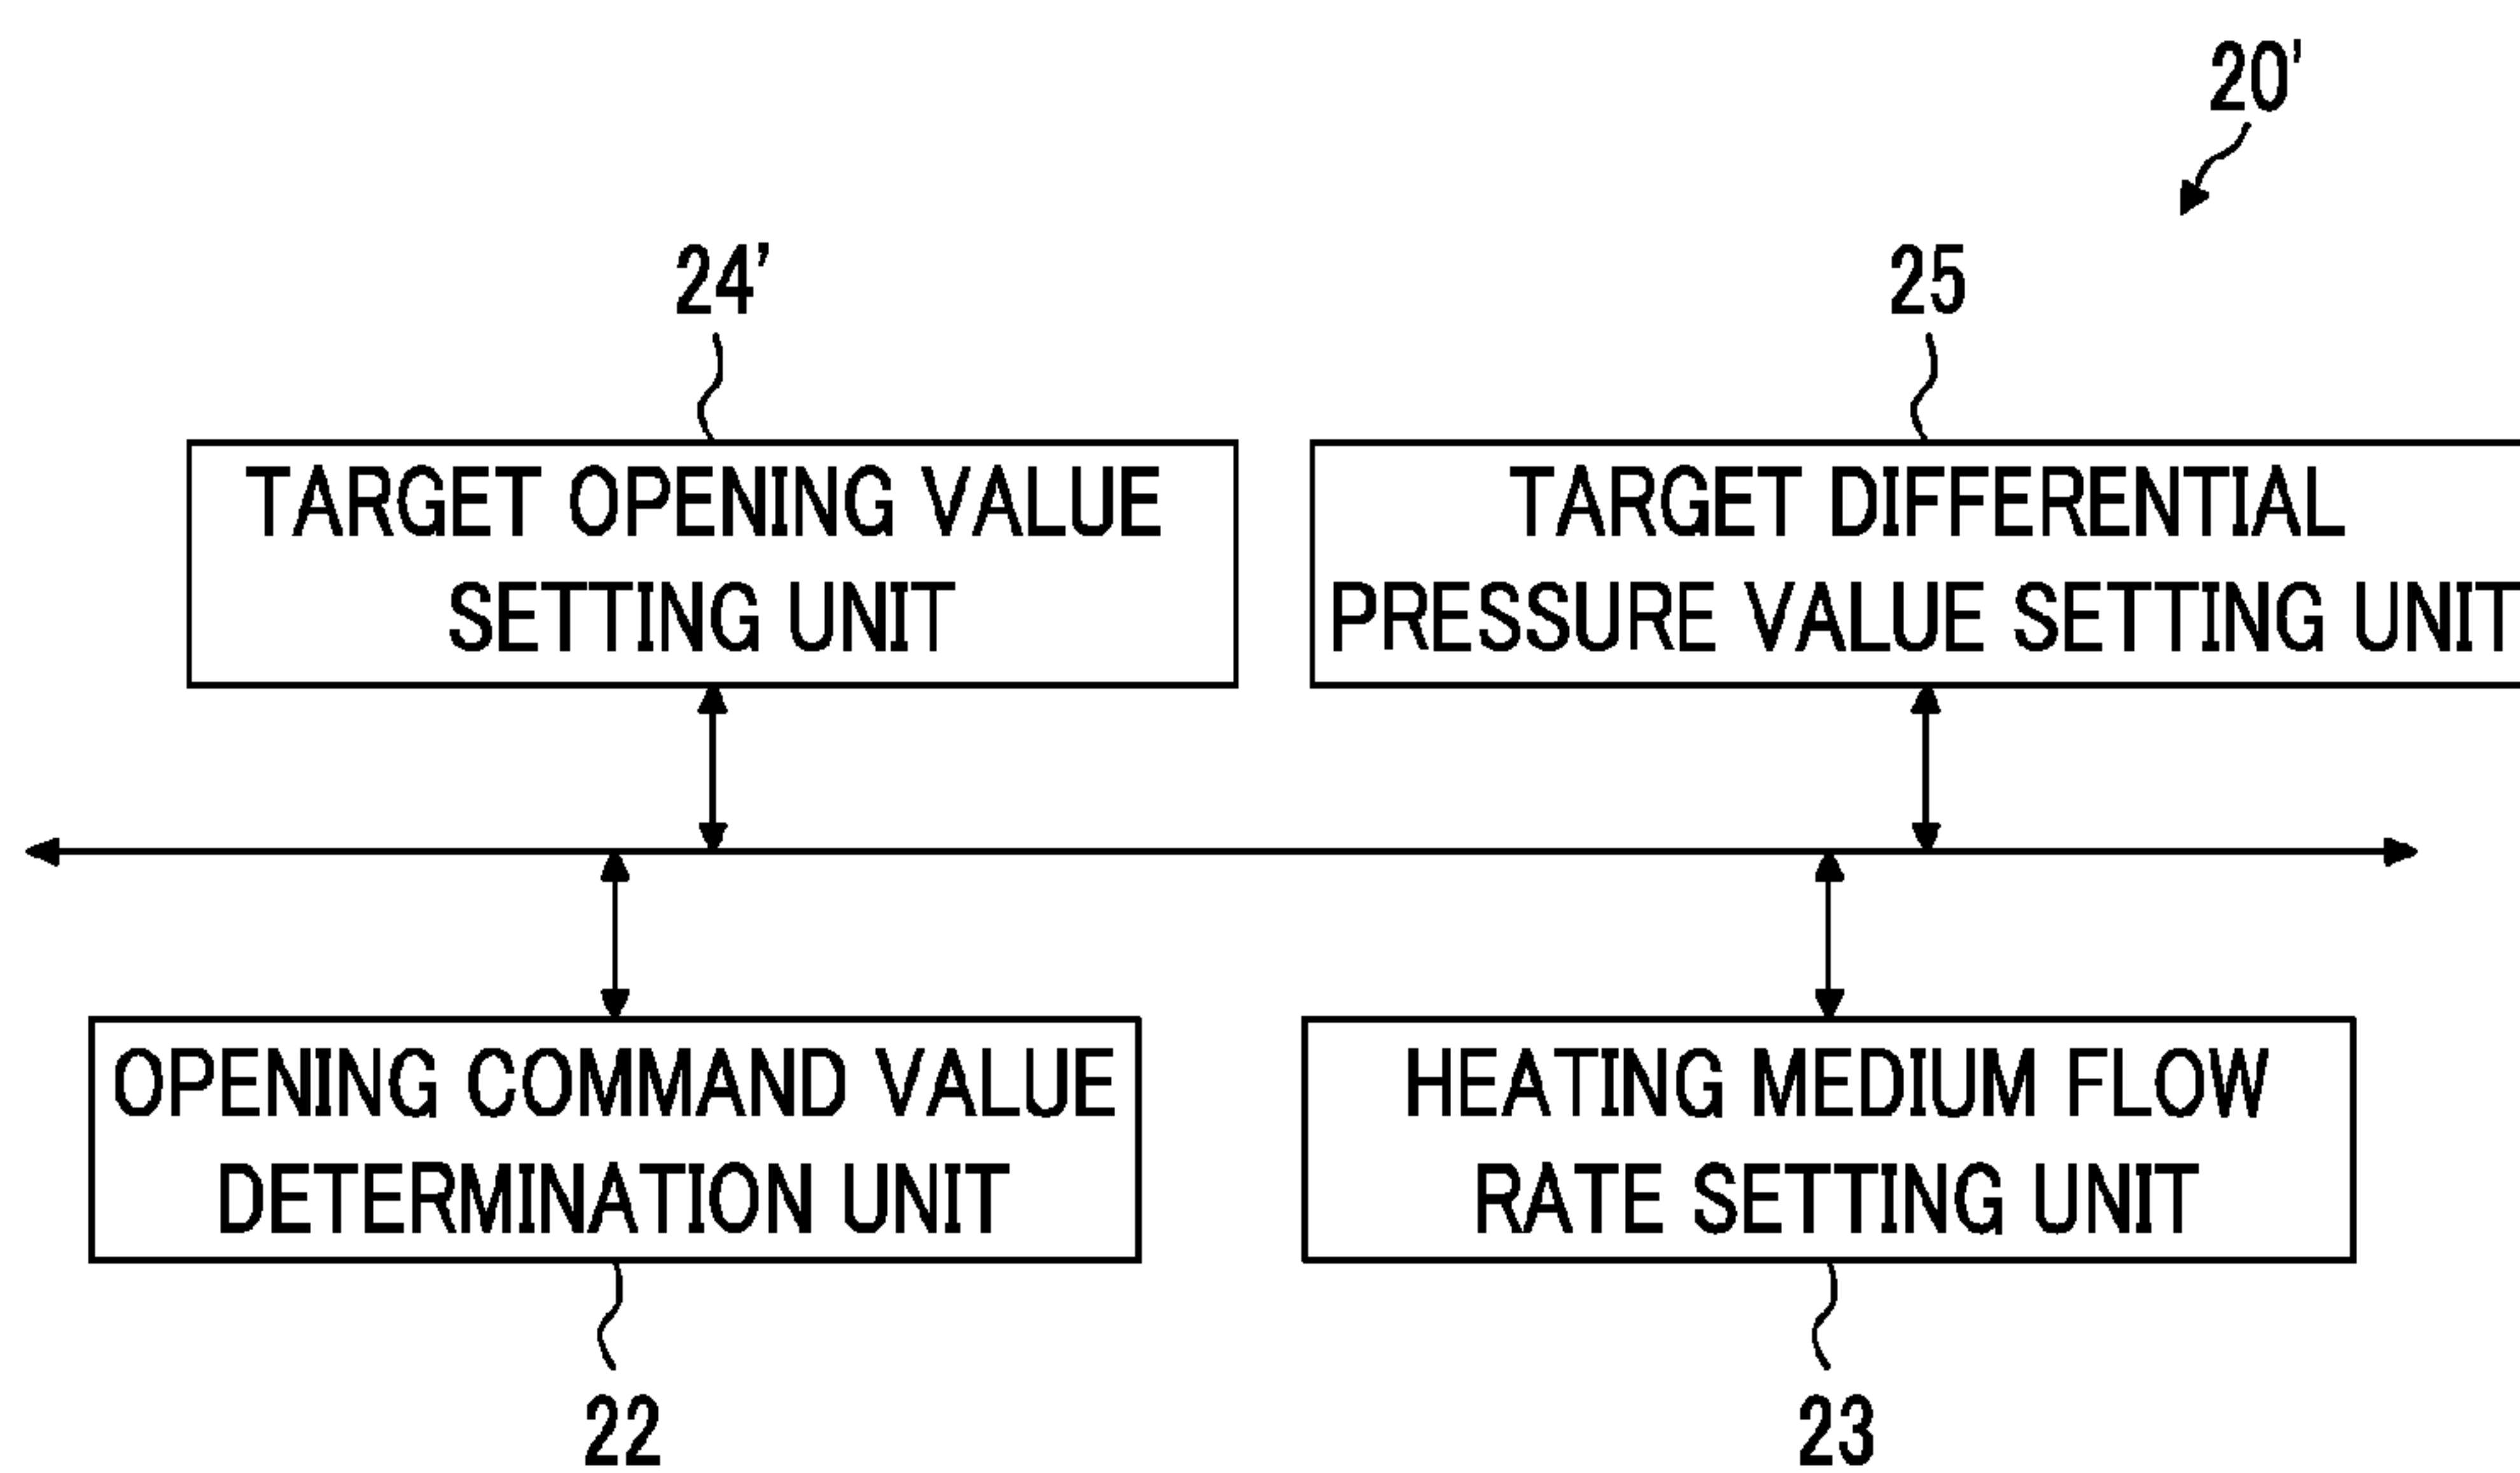 20'
24'
25
TARGET OPENING VALUE
SETTING UNIT
TARGET DIFFERENTIAL
PRESSURE VALUE SETTING UNIT
OPENING COMMAND VALUE
DETERMINATION UNIT
HEATING MEDIUM FLOW
RATE SETTING UNIT
22
23